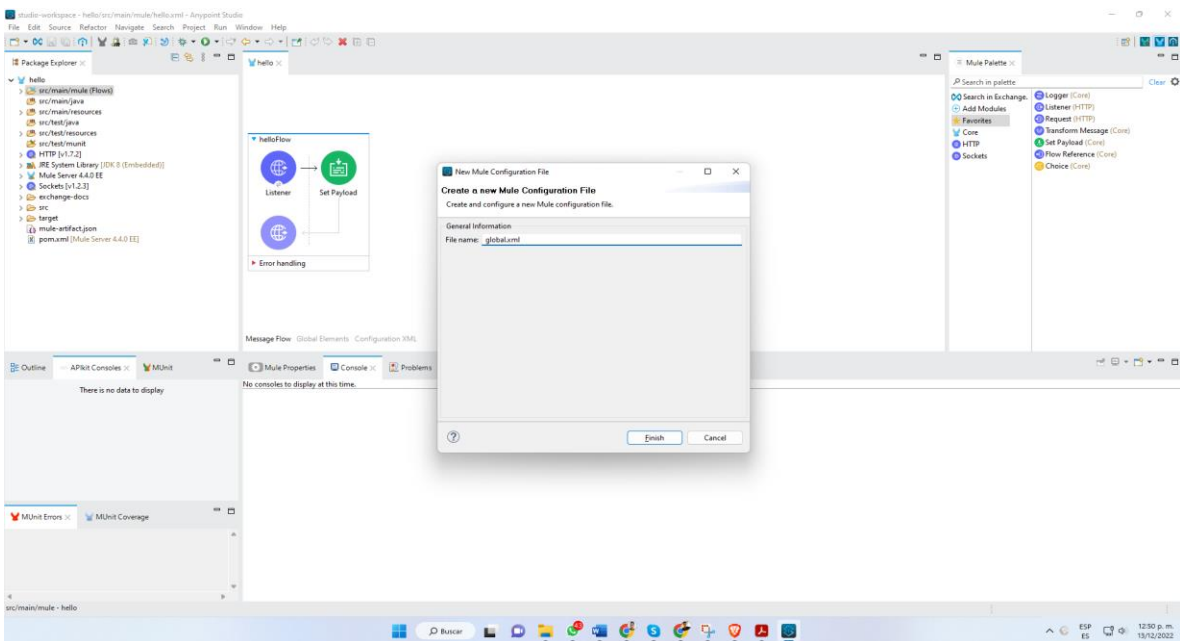 studio-workspace - hello/src/main/mule/hello.xml - Anypoint Studio
File Edit Source Refactor Navigate Search Project Run Window Help
Package Explorer
hello
src/main/mule (Flows)
src/main/java
src/main/resources
src/test/java
src/test/resources
src/test/munit
HTTP [v1.7.2]
JRE System Library [JDK 8 (Embedded)]
Mule Server 4.4.0 EE
Sockets [v1.2.3]
exchange-docs
src
target
mule-artifact.json
pom.xml [Mule Server 4.4.0 EE]
hello
helloFlow
Listener Set Payload
Error handling
Message Flow Global Elements Configuration XML
New Mule Configuration File
Create a new Mule Configuration File
Create and configure a new Mule configuration file.
General Information
File name: global.xml
Finish Cancel
Mule Palette
Search in palette Clear
Search in Exchange..
Add Modules
Favorites
Core
HTTP
Sockets
Logger (Core)
Listener (HTTP)
Request (HTTP)
Transform Message (Core)
Set Payload (Core)
Flow Reference (Core)
Choice (Core)
Outline APIkit Consoles MUnit
There is no data to display
Mule Properties Console Problems
No consoles to display at this time.
MUnit Errors MUnit Coverage
src/main/mule - hello
Buscar
ESP
ES
12:50 p. m.
13/12/2022